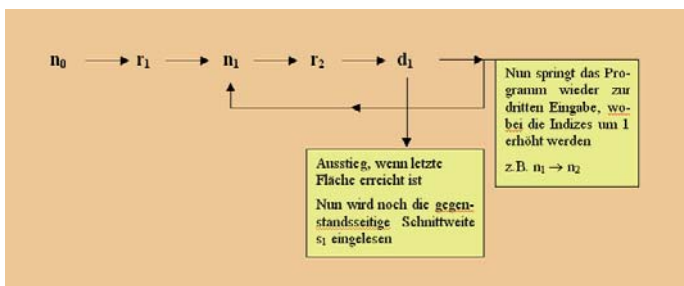 n₀ → r₁ → n₁ → r₂ → d₁ →
Nun springt das Pro-
gramm wieder zur
dritten Eingabe, wo-
bei die Indizes um 1
erhöht werden
z.B. n₁ → n₂
Ausstieg, wenn letzte
Fläche erreicht ist
Nun wird noch die gegen-
standsseitige Schnittweite
s₁ eingelesen